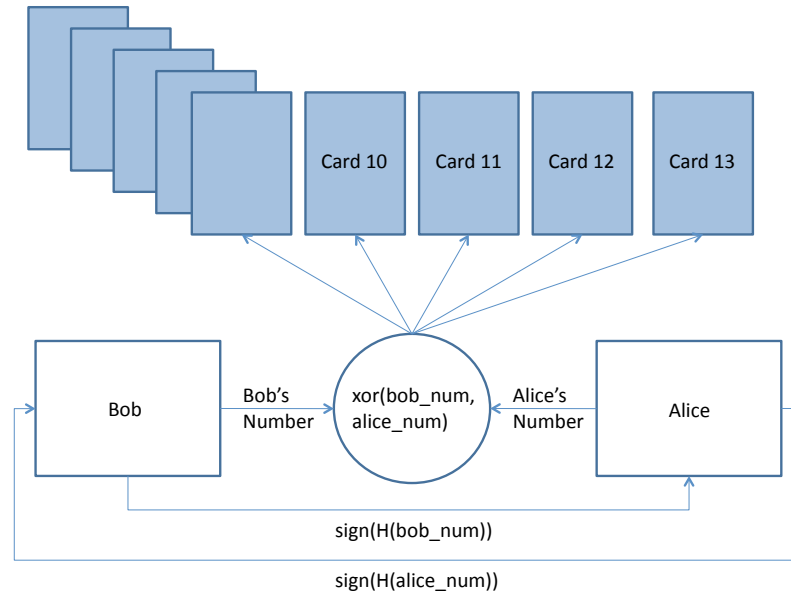 Card 10
Card 11
Card 12
Card 13
Bob
Bob’s
Number
xor(bob_num,
alice_num)
Alice’s
Number
Alice
sign(H(bob_num))
sign(H(alice_num))